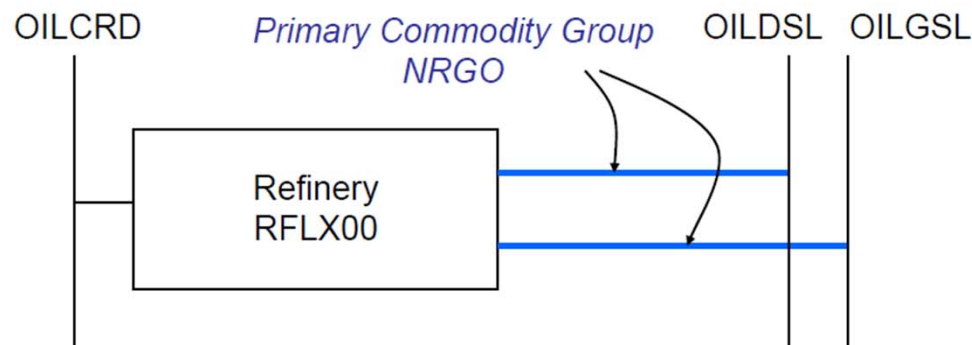 OILCRD
Primary Commodity Group
NRGO
OILDSL
OILGSL
Refinery
RFLX00